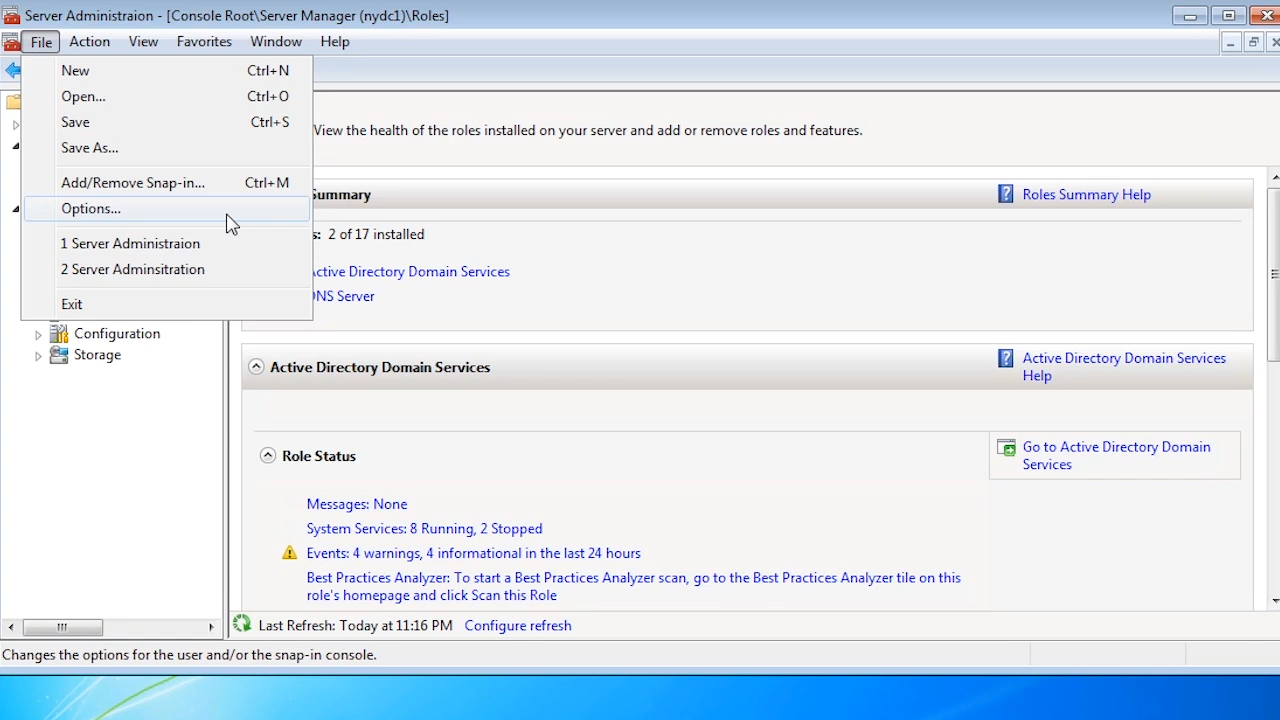 Server Administraion - [Console Root\Server Manager (nydc1)\Roles]
File Action View Favorites Window Help
New Ctrl+N
Open... Ctrl+O
Save Ctrl+S
Save As...
Add/Remove Snap-in... Ctrl+M
Options...
1 Server Administraion
2 Server Adminsitration
Exit
Configuration
Storage
View the health of the roles installed on your server and add or remove roles and features.
Summary
Roles Summary Help
2 of 17 installed
Active Directory Domain Services
DNS Server
Active Directory Domain Services
Active Directory Domain Services
Help
Role Status
Go to Active Directory Domain
Services
Messages: None
System Services: 8 Running, 2 Stopped
Events: 4 warnings, 4 informational in the last 24 hours
Best Practices Analyzer: To start a Best Practices Analyzer scan, go to the Best Practices Analyzer tile on this
role's homepage and click Scan this Role
Last Refresh: Today at 11:16 PM Configure refresh
Changes the options for the user and/or the snap-in console.